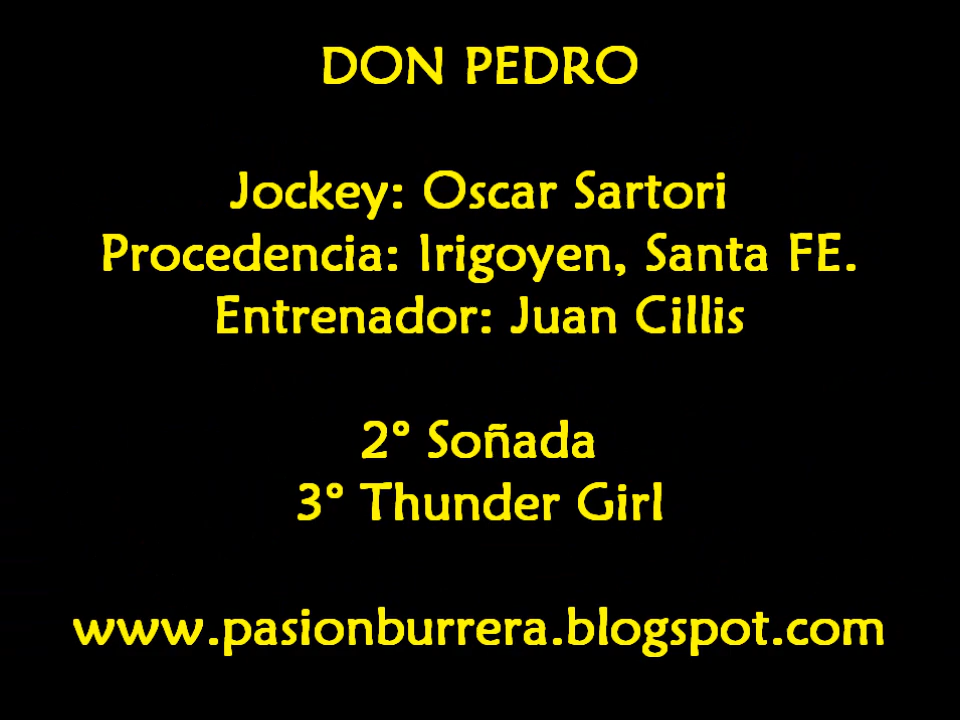 DON PEDRO
Jockey: Oscar Sartori
Procedencia: Irigoyen, Santa FE.
Entrenador: Juan Cillis
2° Soñada
3° Thunder Girl
www.pasionburrera.blogspot.com